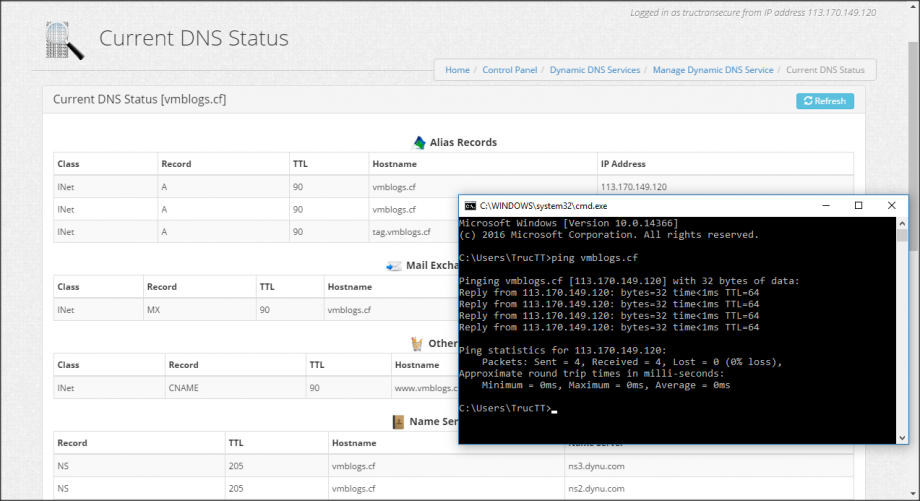 Logged in as tructransecure from IP address 113.170.149.120
Current DNS Status
Home / Control Panel / Dynamic DNS Services / Manage Dynamic DNS Service / Current DNS Status
Current DNS Status [vmblogs.cf]
Refresh
Alias Records
Class Record TTL Hostname IP Address
INet A 90 vmblogs.cf 113.170.149.120
INet A 90 vmblogs.cf
INet A 90 tag.vmblogs.cf
Mail Excha
Class Record TTL Hostname
INet MX 90 vmblogs.cf
Other
Class Record TTL Hostname
INet CNAME 90 www.vmblogs.c
Name Ser
Record TTL Hostname Name Server
NS 205 vmblogs.cf ns3.dynu.com
NS 205 vmblogs.cf ns2.dynu.com
C:\WINDOWS\system32\cmd.exe
Microsoft Windows [Version 10.0.14366]
(c) 2016 Microsoft Corporation. All rights reserved.
C:\Users\TrucTT>ping vmblogs.cf
Pinging vmblogs.cf [113.170.149.120] with 32 bytes of data:
Reply from 113.170.149.120: bytes=32 time<1ms TTL=64
Reply from 113.170.149.120: bytes=32 time<1ms TTL=64
Reply from 113.170.149.120: bytes=32 time<1ms TTL=64
Reply from 113.170.149.120: bytes=32 time<1ms TTL=64
Ping statistics for 113.170.149.120:
Packets: Sent = 4, Received = 4, Lost = 0 (0% loss),
Approximate round trip times in milli-seconds:
Minimum = 0ms, Maximum = 0ms, Average = 0ms
C:\Users\TrucTT>